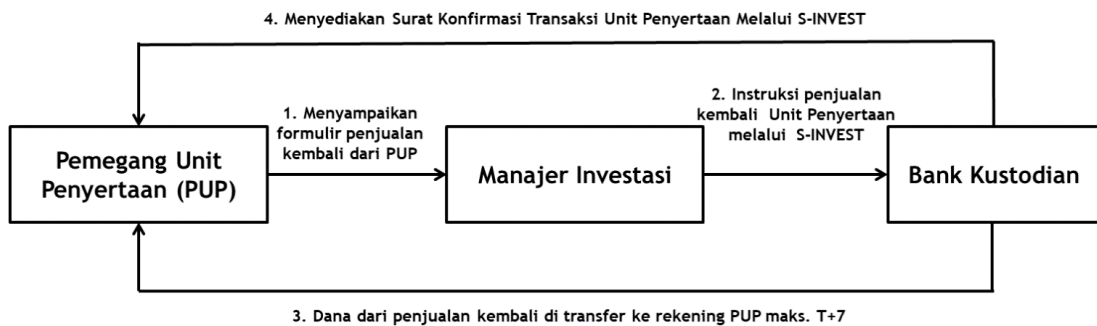 4. Menyediakan Surat Konfirmasi Transaksi Unit Penyertaan Melalui S-INVEST
1. Menyampaikan
formulir penjualan
kembali dari PUP
2. Instruksi penjualan
kembali Unit Penyertaan
melalui S-INVEST
Pemegang Unit
Penyertaan (PUP)
Manajer Investasi
Bank Kustodian
3. Dana dari penjualan kembali di transfer ke rekening PUP maks. T+7